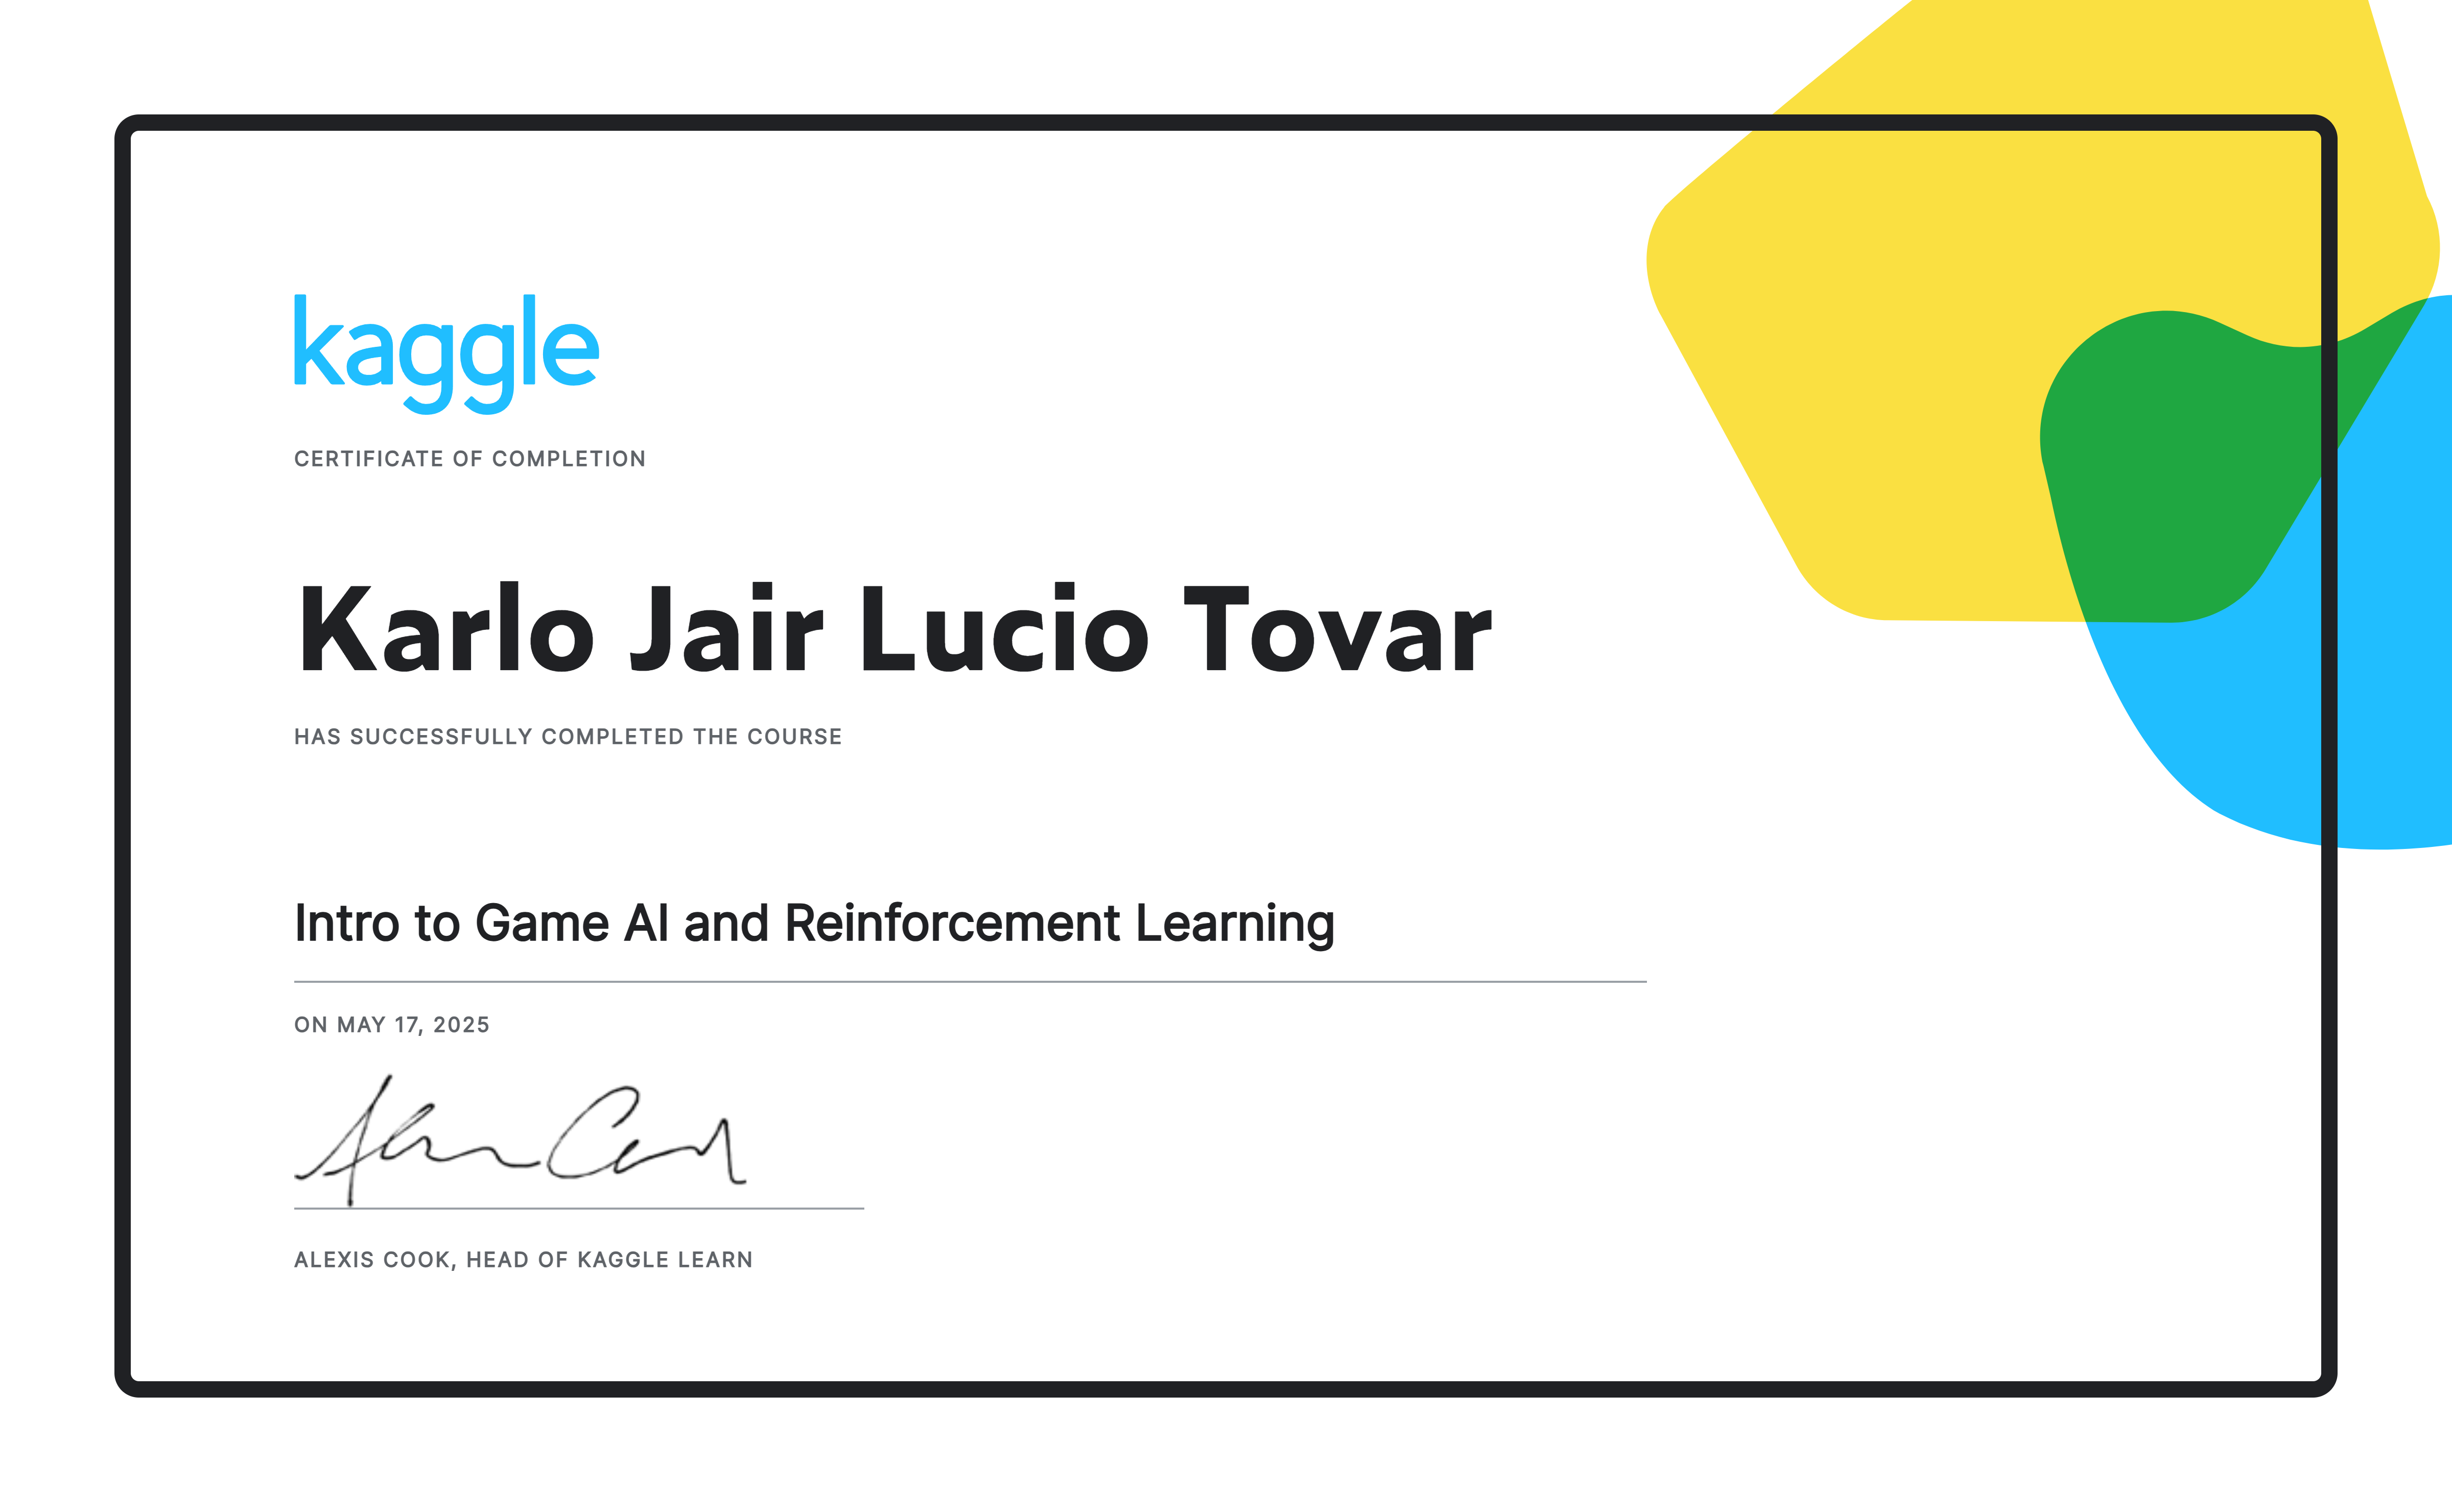 kaggle
CERTIFICATE OF COMPLETION
Karlo Jair Lucio Tovar
HAS SUCCESSFULLY COMPLETED THE COURSE
Intro to Game AI and Reinforcement Learning
ON MAY 17, 2025
ALEXIS COOK, HEAD OF KAGGLE LEARN